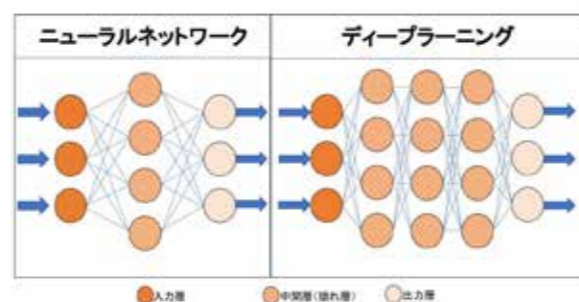 ニューラルネットワーク
ディープラーニング
入力層
中間層(隠れ層)
出力層